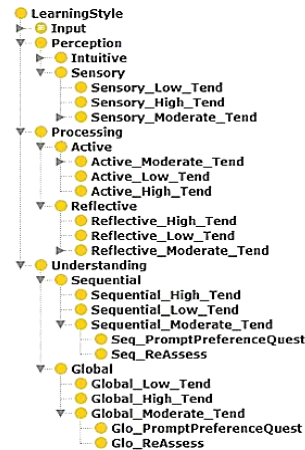 LearningStyle
Input
Perception
Intuitive
Sensory
Sensory_Low_Tend
Sensory_High_Tend
Sensory_Moderate_Tend
Processing
Active
Active_Moderate_Tend
Active_Low_Tend
Active_High_Tend
Reflective
Reflective_High_Tend
Reflective_Low_Tend
Reflective_Moderate_Tend
Understanding
Sequential
Sequential_High_Tend
Sequential_Low_Tend
Sequential_Moderate_Tend
Seq_PromptPreferenceQuest
Seq_ReAssess
Global
Global_Low_Tend
Global_High_Tend
Global_Moderate_Tend
Glo_PromptPreferenceQuest
Glo_ReAssess